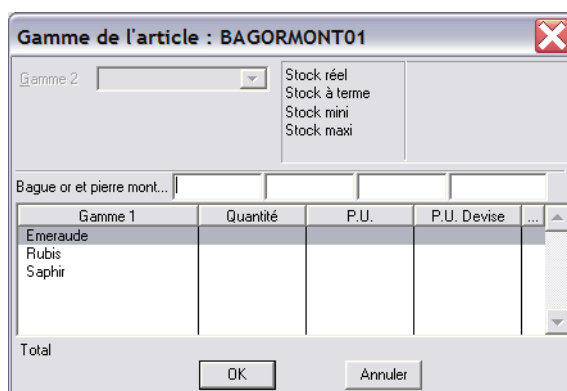 Gamme de l'article : BAGORMONT01
Gamme 2
Stock réel
Stock à terme
Stock mini
Stock maxi
Bague or et pierre mont...
Gamme 1 Quantité P.U. P.U. Devise ...
Emeraude
Rubis
Saphir
Total
OK Annuler